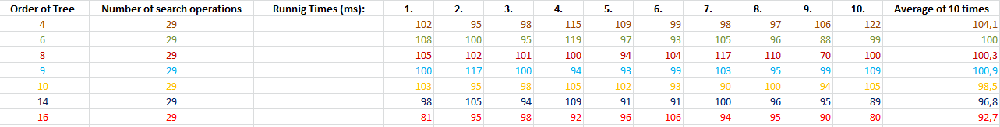 Order of Tree Number of search operations Runnig Times (ms): 1. 2. 3. 4. 5. 6. 7. 8. 9. 10. Average of 10 times
4 29 102 95 98 115 109 99 98 97 106 122 104,1
6 29 108 100 95 119 97 93 105 96 88 99 100
8 29 105 102 101 100 94 104 117 110 70 100 100,3
9 29 100 117 100 94 93 99 103 95 99 109 100,9
10 29 103 95 98 105 102 93 90 100 94 105 98,5
14 29 98 105 94 109 91 91 100 96 95 89 96,8
16 29 81 95 98 92 96 106 94 95 90 80 92,7